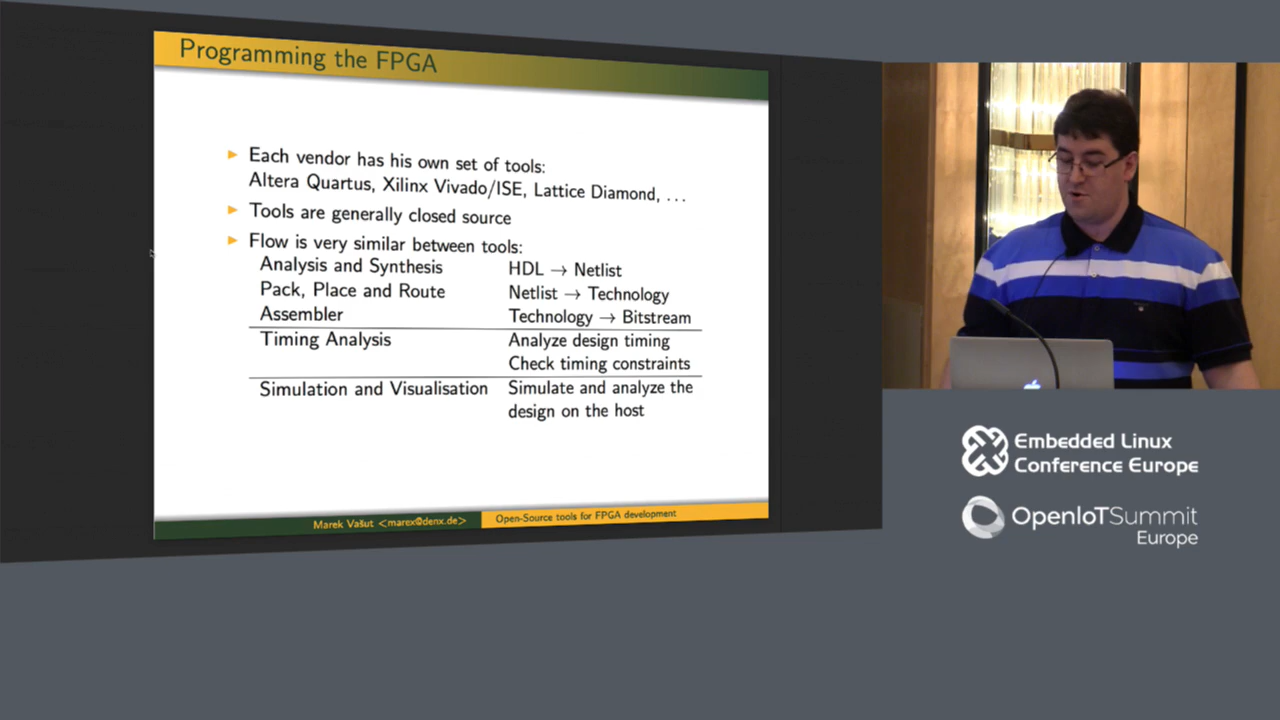 Programming the FPGA
Each vendor has his own set of tools:
Altera Quartus, Xilinx Vivado/ISE, Lattice Diamond, ...
Tools are generally closed source
Flow is very similar between tools:
Analysis and Synthesis HDL → Netlist
Pack, Place and Route Netlist → Technology
Assembler Technology → Bitstream
Timing Analysis Analyze design timing
Check timing constraints
Simulation and Visualisation Simulate and analyze the
design on the host
Marek Vašut <marex@denx.de> Open-Source tools for FPGA development
Embedded Linux
Conference Europe
OpenIoTSummit
Europe